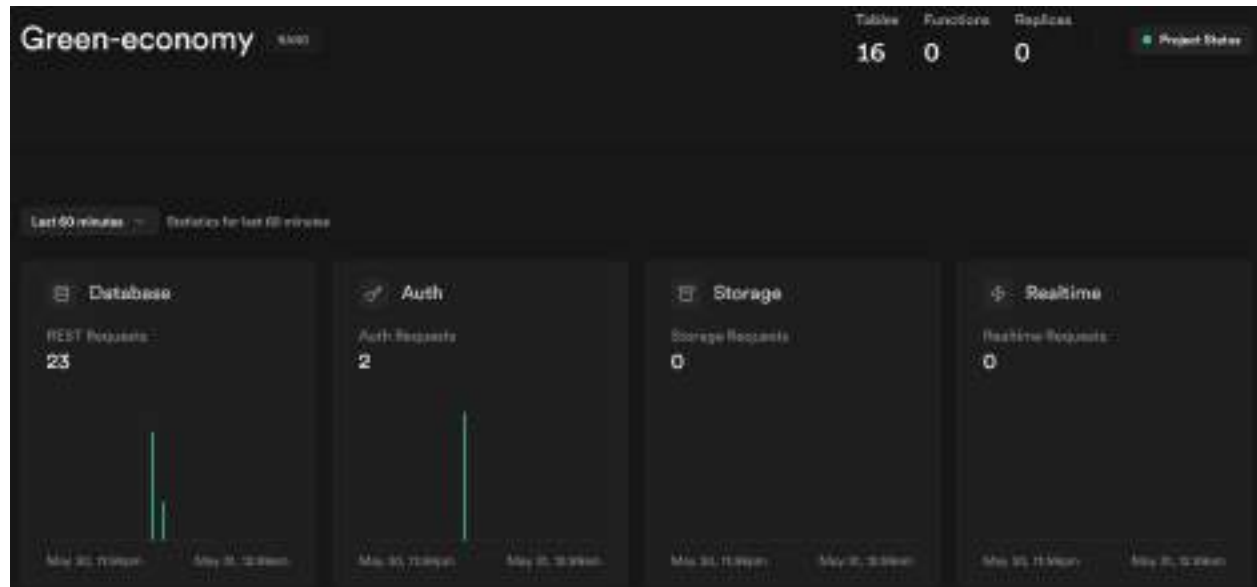 Green-economy NANO
Tables Functions Replicas
16 0 0
Project Status
Last 60 minutes Statistics for last 60 minutes
Database
REST Requests
23
Auth
Auth Requests
2
Storage
Storage Requests
0
Realtime
Realtime Requests
0